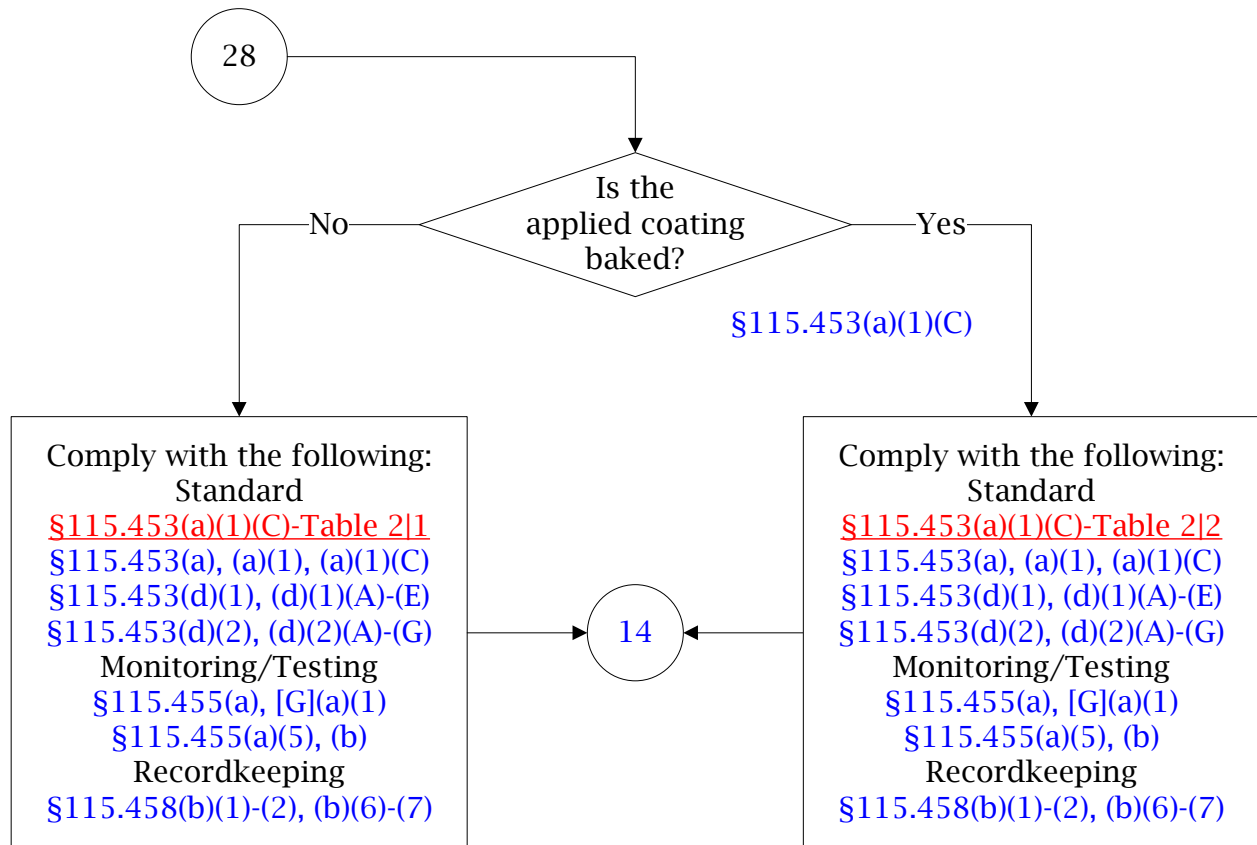 28
Is the
applied coating
baked?
No
Yes
§115.453(a)(1)(C)
Comply with the following:
Standard
§115.453(a)(1)(C)-Table 2|1
§115.453(a), (a)(1), (a)(1)(C)
§115.453(d)(1), (d)(1)(A)-(E)
§115.453(d)(2), (d)(2)(A)-(G)
Monitoring/Testing
§115.455(a), [G](a)(1)
§115.455(a)(5), (b)
Recordkeeping
§115.458(b)(1)-(2), (b)(6)-(7)
14
Comply with the following:
Standard
§115.453(a)(1)(C)-Table 2|2
§115.453(a), (a)(1), (a)(1)(C)
§115.453(d)(1), (d)(1)(A)-(E)
§115.453(d)(2), (d)(2)(A)-(G)
Monitoring/Testing
§115.455(a), [G](a)(1)
§115.455(a)(5), (b)
Recordkeeping
§115.458(b)(1)-(2), (b)(6)-(7)